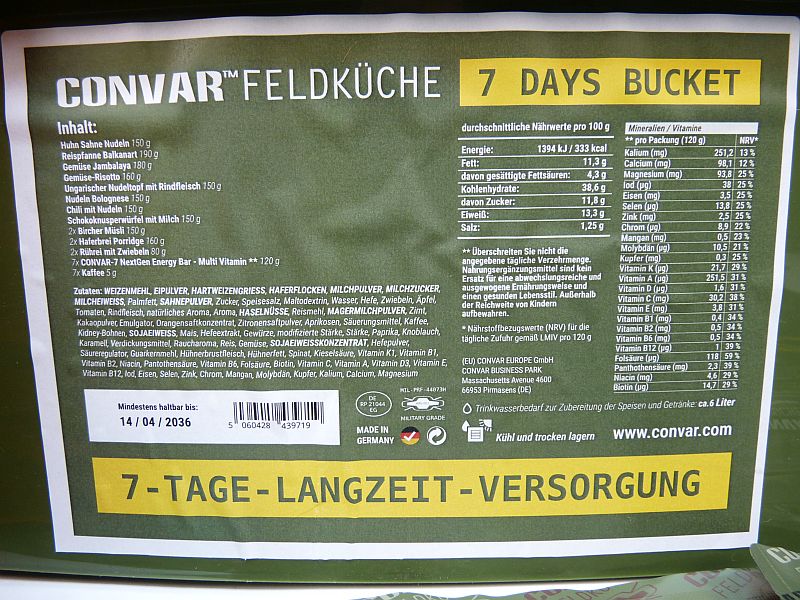 CONVAR™ FELDKÜCHE
7 DAYS BUCKET
Inhalt:
Huhn Sahne Nudeln 150 g
Reispfanne Balkanart 190 g
Gemüse Jambalaya 180 g
Gemüse-Risotto 160 g
Ungarischer Nudeltopf mit Rindfleisch 150 g
Nudeln Bolognese 150 g
Chili mit Nudeln 150 g
Schokoknusperwürfel mit Milch 150 g
2x Bircher Müsli 150 g
2x Haferbrei Porridge 160 g
2x Rührei mit Zwiebeln 80 g
7x CONVAR-7 NextGen Energy Bar - Multi Vitamin ** 120 g
7x Kaffee 5 g
Zutaten: WEIZENMEHL, EIPULVER, HARTWEIZENGRIESS, HAFERFLOCKEN, MILCHPULVER, MILCHZUCKER,
MILCHEIWEISS, Palmfett, SAHNEPULVER, Zucker, Speisesalz, Maltodextrin, Wasser, Hefe, Zwiebeln, Äpfel,
Tomaten, Rindfleisch, natürliches Aroma, Aroma, HASELNÜSSE, Reismehl, MAGERMILCHPULVER, Zimt,
Kakaopulver, Emulgator, Orangensaftkonzentrat, Zitronensaftpulver, Aprikosen, Säuerungsmittel, Kaffee,
Kidney-Bohnen, SOJAEIWEISS, Mais, Hefeextrakt, Gewürze, modifizierte Stärke, Stärke, Paprika, Knoblauch,
Karamell, Verdickungsmittel, Raucharoma, Reis, Gemüse, SOJAEIWEISSKONZENTRAT, Hefepulver,
Säureregulator, Guarkernmehl, Hühnerbrustfleisch, Hühnerfett, Spinat, Kieselsäure, Vitamin K1, Vitamin B1,
Vitamin B2, Niacin, Pantothensäure, Vitamin B6, Folsäure, Biotin, Vitamin C, Vitamin A, Vitamin D3, Vitamin E,
Vitamin B12, Iod, Eisen, Selen, Zink, Chrom, Mangan, Molybdän, Kupfer, Kalium, Calcium, Magnesium
durchschnittliche Nährwerte pro 100 g
Energie: 1394 kJ / 333 kcal
Fett: 11,3 g
davon gesättigte Fettsäuren: 4,3 g
Kohlenhydrate: 38,6 g
davon Zucker: 11,8 g
Eiweiß: 13,3 g
Salz: 1,25 g
** Überschreiten Sie nicht die
angegebene tägliche Verzehrmenge.
Nahrungsergänzungsmittel sind kein
Ersatz für eine abwechslungsreiche und
ausgewogene Ernährungsweise und
einen gesunden Lebensstil. Außerhalb
der Reichweite von Kindern
aufbewahren.
* Nährstoffbezugswerte (NRV) für die
tägliche Zufuhr gemäß LMIV pro 120 g
(EU) CONVAR EUROPE GmbH
CONVAR BUSINESS PARK
Massachusetts Avenue 4600
66953 Pirmasens (DE)
Mineralien / Vitamine
** pro Packung (120 g) NRV*
Kalium (mg) 251,2 13 %
Calcium (mg) 98,1 12 %
Magnesium (mg) 93,8 25 %
Iod (µg) 38 25 %
Eisen (mg) 3,5 25 %
Selen (µg) 13,8 25 %
Zink (mg) 2,5 25 %
Chrom (µg) 8,9 22 %
Mangan (mg) 0,5 23 %
Molybdän (µg) 10,5 21 %
Kupfer (mg) 0,3 25 %
Vitamin K (µg) 21,7 29 %
Vitamin A (µg) 251,5 31 %
Vitamin D (µg) 1,6 31 %
Vitamin C (mg) 30,2 38 %
Vitamin E (mg) 3,8 31 %
Vitamin B1 (mg) 0,4 34 %
Vitamin B2 (mg) 0,5 34 %
Vitamin B6 (mg) 0,5 34 %
Vitamin B12 (µg) 1 39 %
Folsäure (µg) 118 59 %
Panthothensäure (mg) 2,3 39 %
Niacin (mg) 4,6 29 %
Biotin (µg) 14,7 29 %
Mindestens haltbar bis:
14 / 04 / 2036
5 060428 439719
DE
RP 21044
EG
MIL-PRF-44073H
MILITARY GRADE
MADE IN
GERMANY
Trinkwasserbedarf zur Zubereitung der Speisen und Getränke: ca.6 Liter
Kühl und trocken lagern
www.convar.com
7-TAGE-LANGZEIT-VERSORGUNG